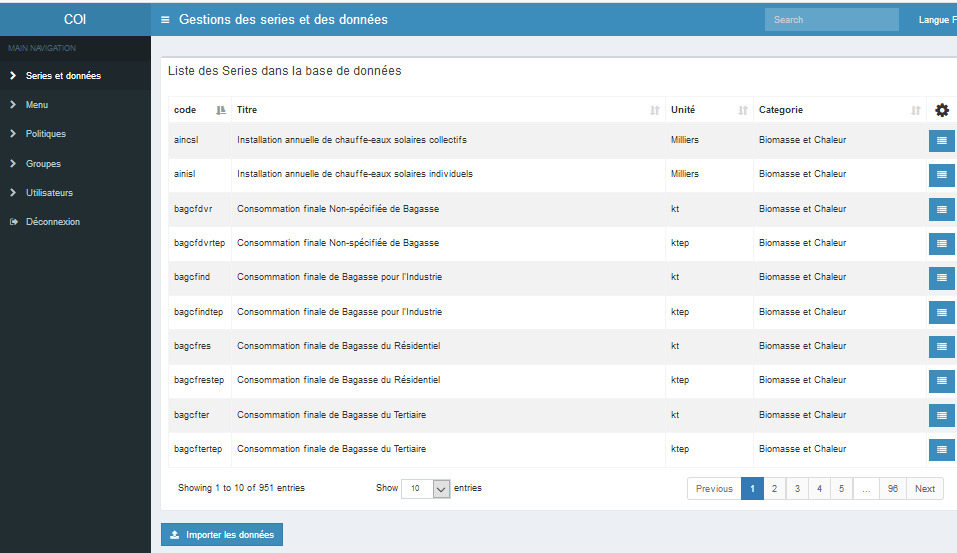 COI
Gestions des series et des données
Search
Langue F
MAIN NAVIGATION
Series et données
Menu
Politiques
Groupes
Utilisateurs
Déconnexion
Liste des Series dans la base de données
code Titre Unité Categorie
aincsl Installation annuelle de chauffe-eaux solaires collectifs Milliers Biomasse et Chaleur
ainisl Installation annuelle de chauffe-eaux solaires individuels Milliers Biomasse et Chaleur
bagcfdvr Consommation finale Non-spécifiée de Bagasse kt Biomasse et Chaleur
bagcfdvrtep Consommation finale Non-spécifiée de Bagasse ktep Biomasse et Chaleur
bagcfind Consommation finale de Bagasse pour l'Industrie kt Biomasse et Chaleur
bagcfindtep Consommation finale de Bagasse pour l'Industrie ktep Biomasse et Chaleur
bagcfres Consommation finale de Bagasse du Résidentiel kt Biomasse et Chaleur
bagcfrestep Consommation finale de Bagasse du Résidentiel ktep Biomasse et Chaleur
bagcfter Consommation finale de Bagasse du Tertiaire kt Biomasse et Chaleur
bagcftertep Consommation finale de Bagasse du Tertiaire ktep Biomasse et Chaleur
Showing 1 to 10 of 951 entries Show 10 entries Previous 1 2 3 4 5 ... 96 Next
Importer les données